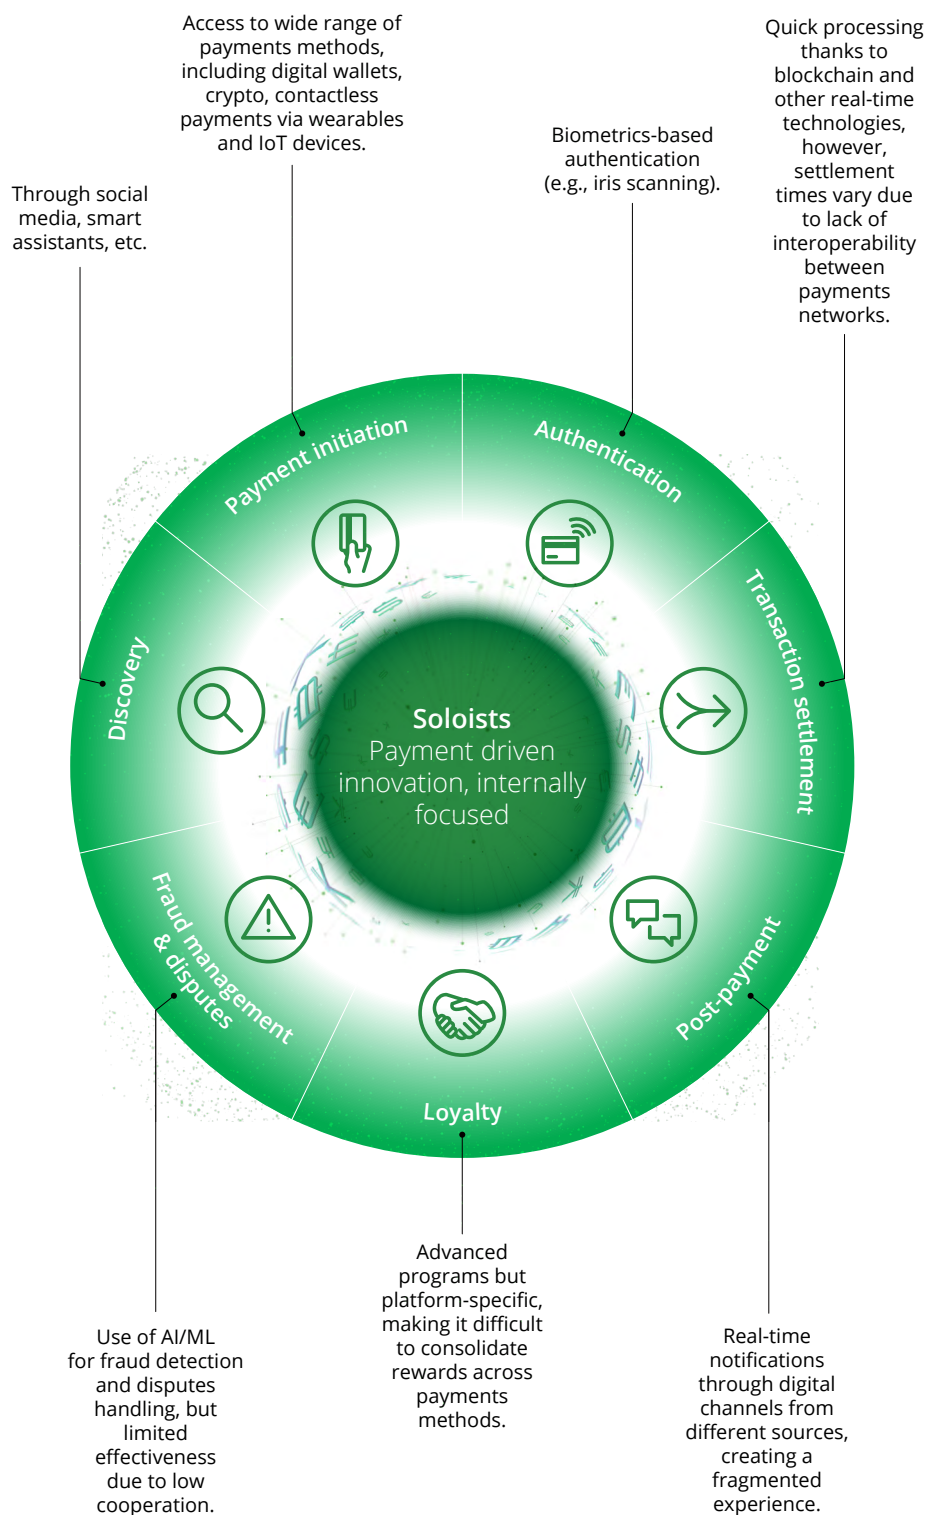 Access to wide range of
payments methods,
including digital wallets,
crypto, contactless
payments via wearables
and IoT devices.
Quick processing
thanks to
blockchain and
other real-time
technologies,
however,
settlement
times vary due
to lack of
interoperability
between
payments
networks.
Biometrics-based
authentication
(e.g., iris scanning).
Through social
media, smart
assistants, etc.
Payment initiation
Authentication
Transaction settlement
Discovery
Soloists
Payment driven
innovation, internally
focused
Fraud management
& disputes
Post-payment
Loyalty
Advanced
programs but
platform-specific,
making it difficult
to consolidate
rewards across
payments
methods.
Use of AI/ML
for fraud detection
and disputes
handling, but
limited
effectiveness
due to low
cooperation.
Real-time
notifications
through digital
channels from
different sources,
creating a
fragmented
experience.